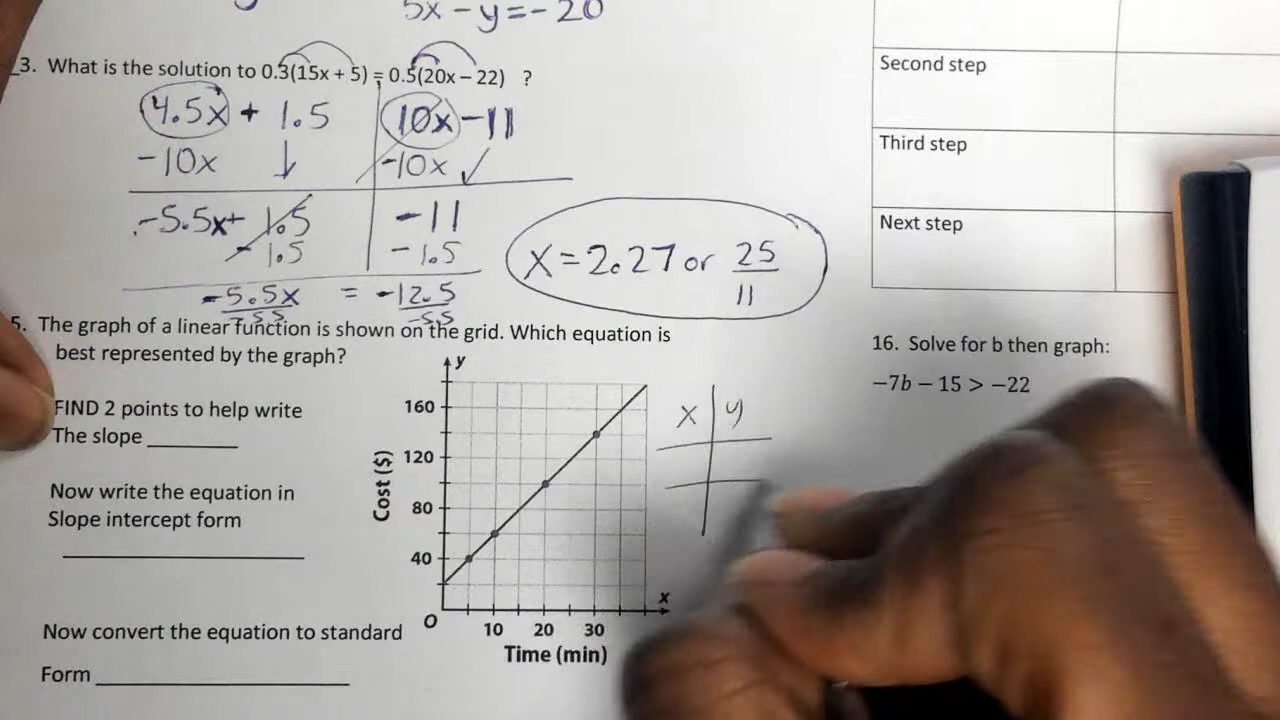 5x - y = - 20
3. What is the solution to 0.3(15x + 5) = 0.5(20x – 22) ?
4.5x + 1.5 10x - 11
-10x ↓ -10x ✓
-5.5x+ 1.5 -11
- 1.5 - 1.5
-5.5x = -12.5
-5.5 -5.5
x = 2.27 or 25/11
5. The graph of a linear function is shown on the grid. Which equation is
best represented by the graph?
FIND 2 points to help write
The slope ________
Now write the equation in
Slope intercept form
Now convert the equation to standard
Form ________
y
160
120
80
40
O
10 20 30
x
Cost ($)
Time (min)
x y
Second step
Third step
Next step
16. Solve for b then graph:
−7b − 15 > −22